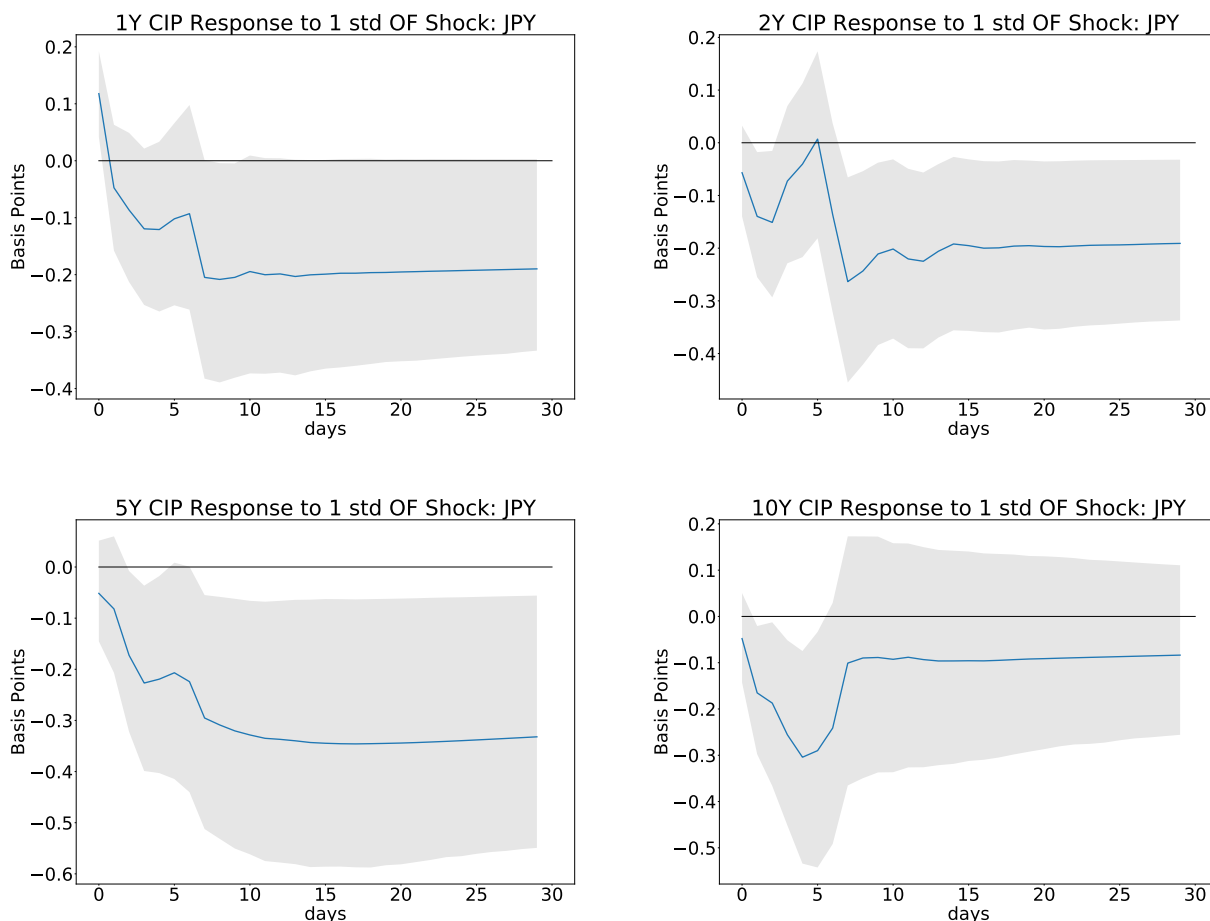 1Y CIP Response to 1 std OF Shock: JPY
0.2
0.1
0.0
−0.1
−0.2
−0.3
−0.4
Basis Points
0 5 10 15 20 25 30
days
2Y CIP Response to 1 std OF Shock: JPY
0.2
0.1
0.0
−0.1
−0.2
−0.3
−0.4
Basis Points
0 5 10 15 20 25 30
days
5Y CIP Response to 1 std OF Shock: JPY
0.0
−0.1
−0.2
−0.3
−0.4
−0.5
−0.6
Basis Points
0 5 10 15 20 25 30
days
10Y CIP Response to 1 std OF Shock: JPY
0.2
0.1
0.0
−0.1
−0.2
−0.3
−0.4
−0.5
Basis Points
0 5 10 15 20 25 30
days